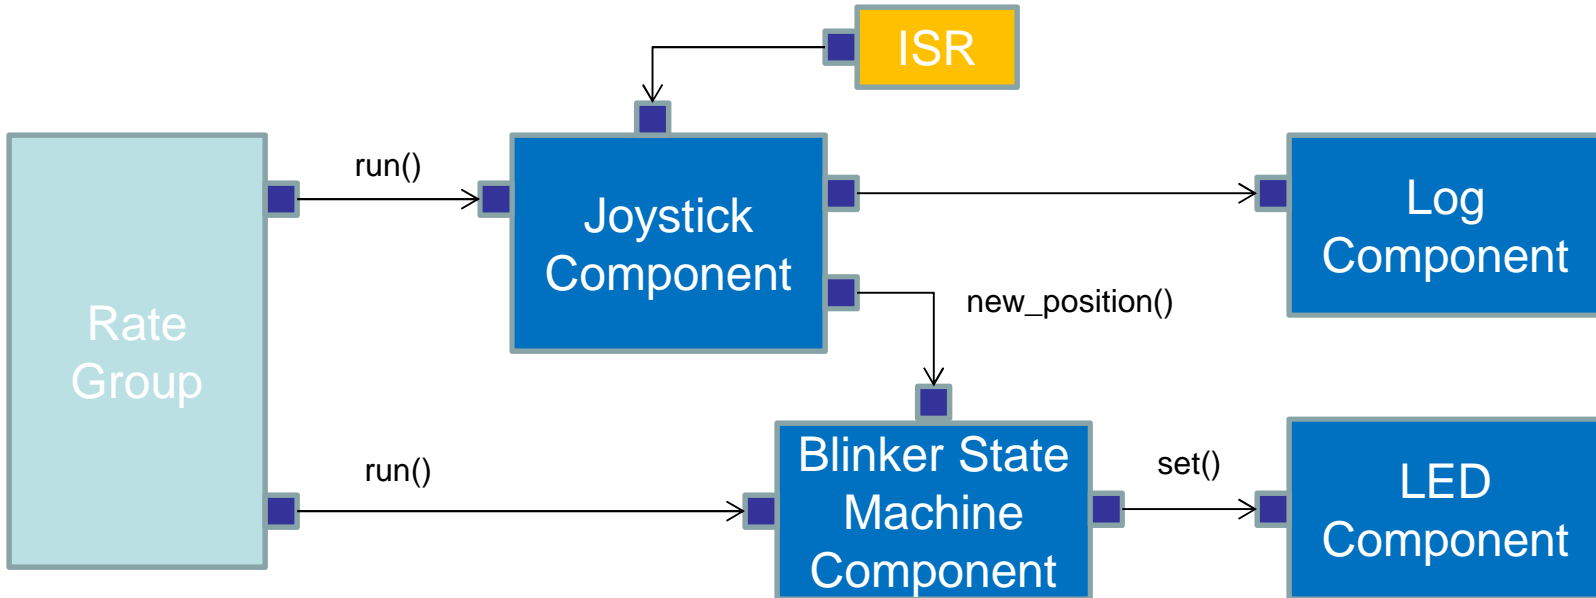 ISR
run()
Joystick
Component
Log
Component
new_position()
Rate
Group
run()
Blinker State
Machine
Component
set()
LED
Component